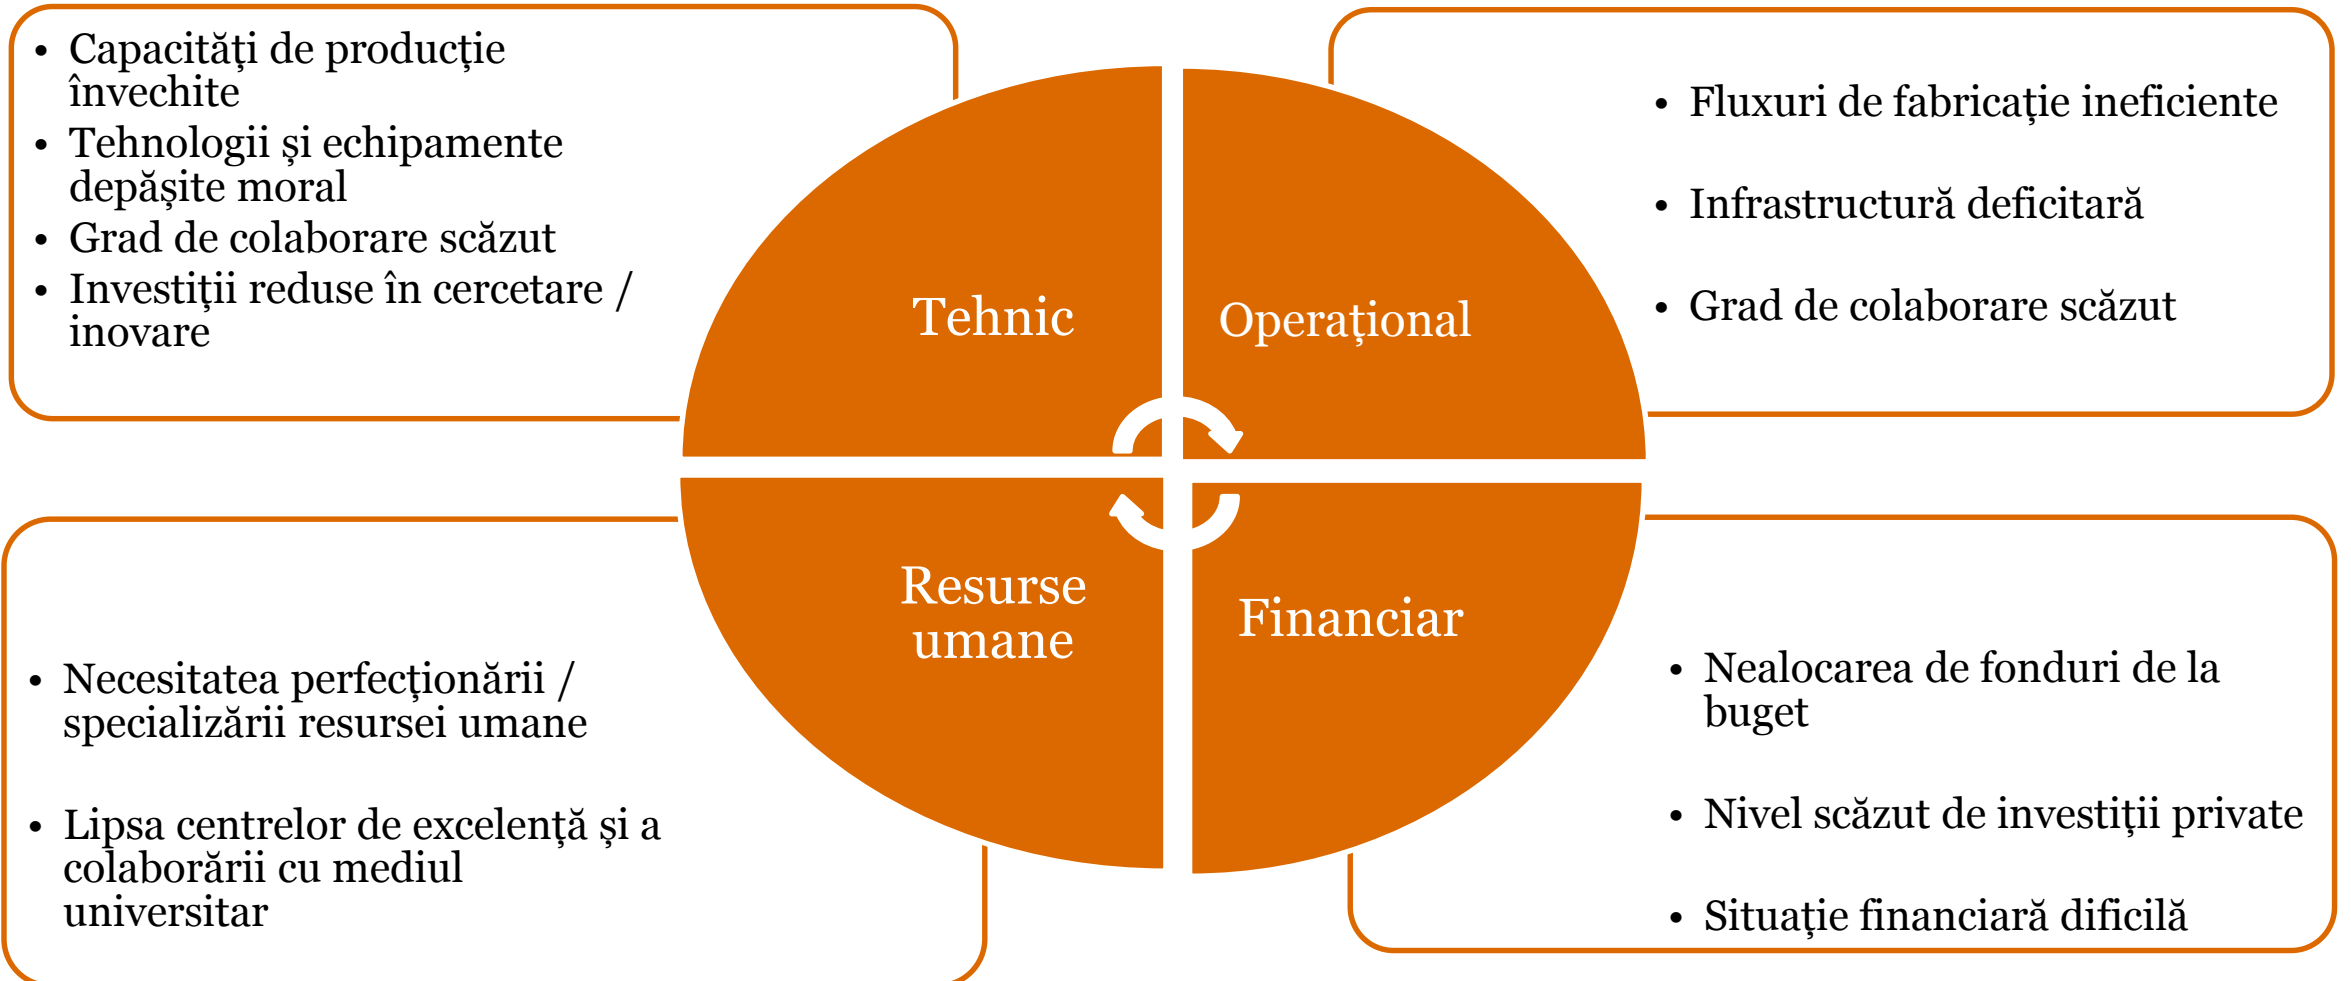 • Capacități de producție
învechite
• Tehnologii și echipamente
depășite moral
• Grad de colaborare scăzut
• Investiții reduse în cercetare /
inovare
Tehnic
Operațional
• Fluxuri de fabricație ineficiente
• Infrastructură deficitară
• Grad de colaborare scăzut
• Necesitatea perfecționării /
specializării resursei umane
• Lipsa centrelor de excelență și a
colaborării cu mediul
universitar
Resurse
umane
Financiar
• Nealocarea de fonduri de la
buget
• Nivel scăzut de investiții private
• Situație financiară dificilă